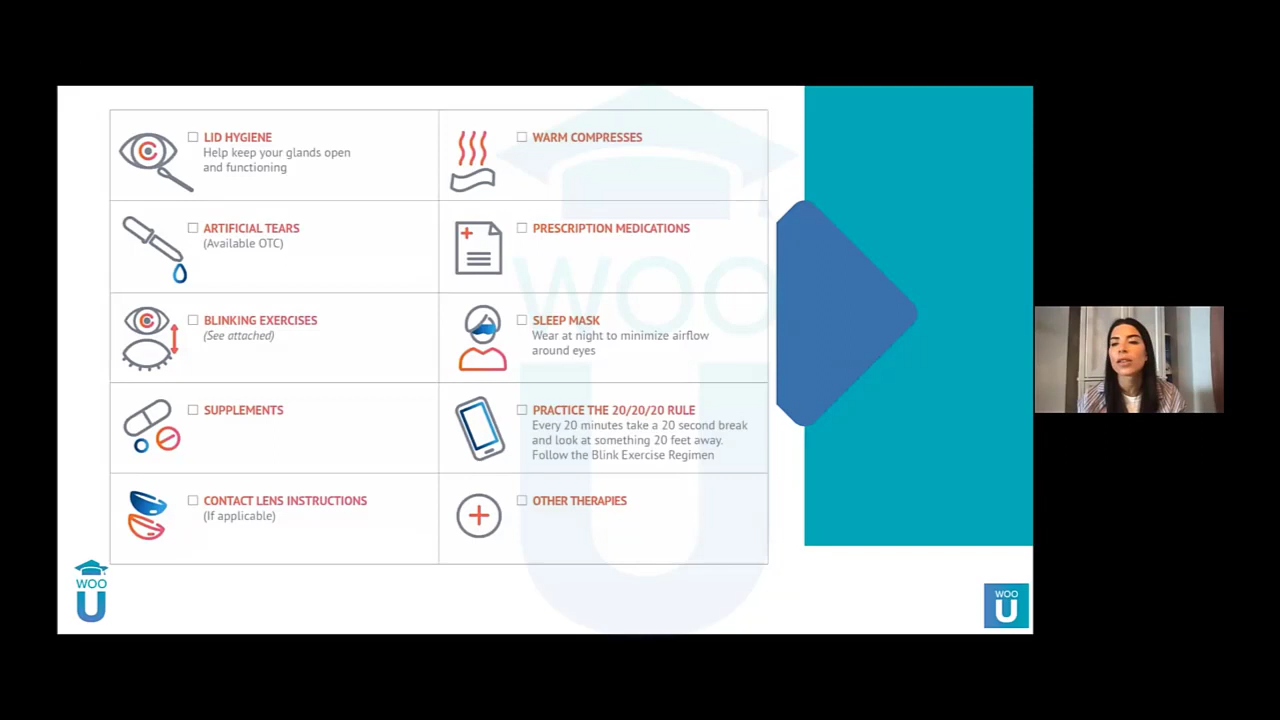 ☐ LID HYGIENE
Help keep your glands open
and functioning
☐ WARM COMPRESSES
☐ ARTIFICIAL TEARS
(Available OTC)
☐ PRESCRIPTION MEDICATIONS
☐ BLINKING EXERCISES
(See attached)
☐ SLEEP MASK
Wear at night to minimize airflow
around eyes
☐ SUPPLEMENTS
☐ PRACTICE THE 20/20/20 RULE
Every 20 minutes take a 20 second break
and look at something 20 feet away.
Follow the Blink Exercise Regimen
☐ CONTACT LENS INSTRUCTIONS
(If applicable)
☐ OTHER THERAPIES
WOO
U
WOO
U
WOO
U